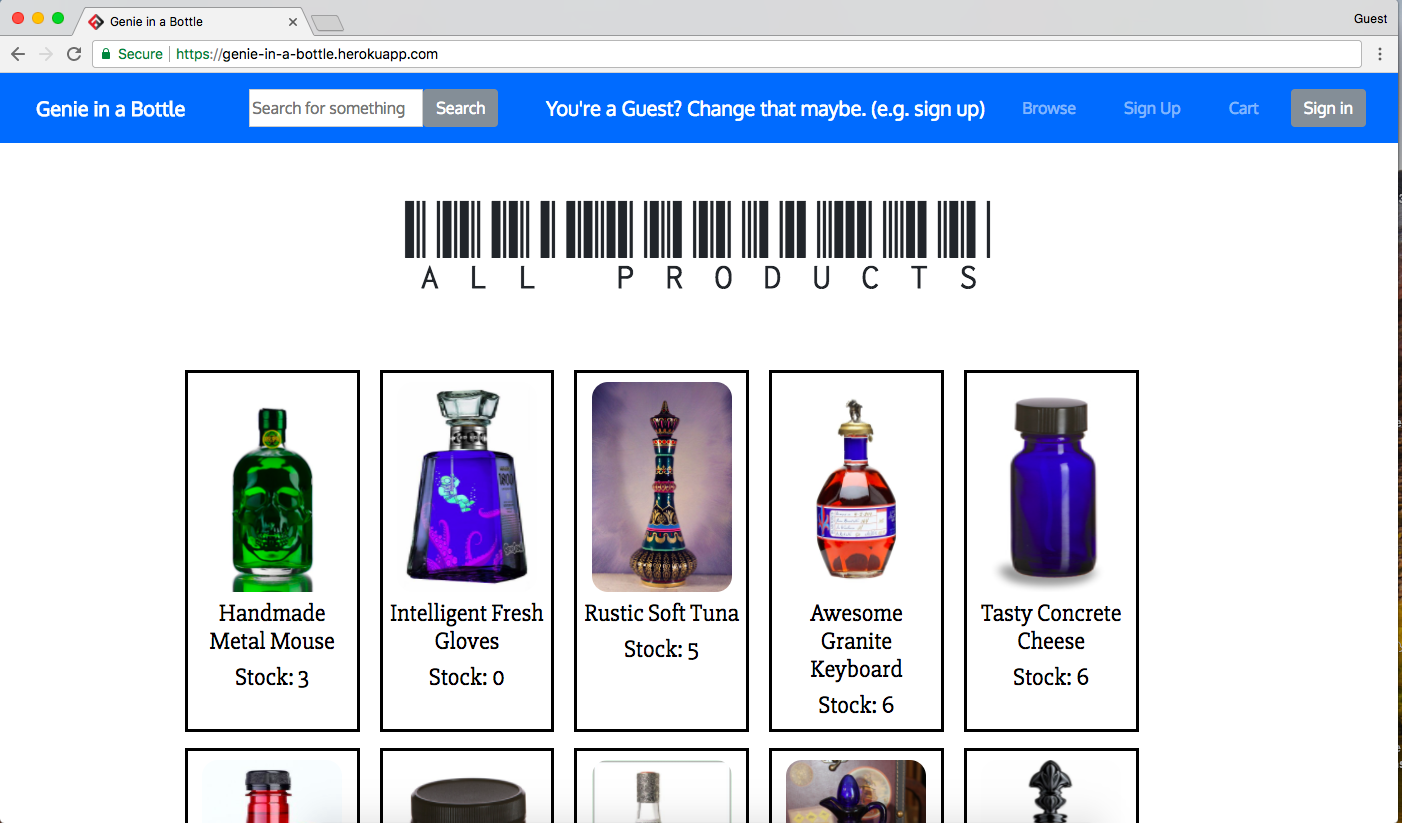 Genie in a Bottle
Guest
Secure
https://genie-in-a-bottle.herokuapp.com
Genie in a Bottle
Search for something
Search
You're a Guest? Change that maybe. (e.g. sign up)
Browse
Sign Up
Cart
Sign in
ALL PRODUCTS
Handmade
Metal Mouse
Stock: 3
Intelligent Fresh
Gloves
Stock: 0
Rustic Soft Tuna
Stock: 5
Awesome
Granite
Keyboard
Stock: 6
Tasty Concrete
Cheese
Stock: 6